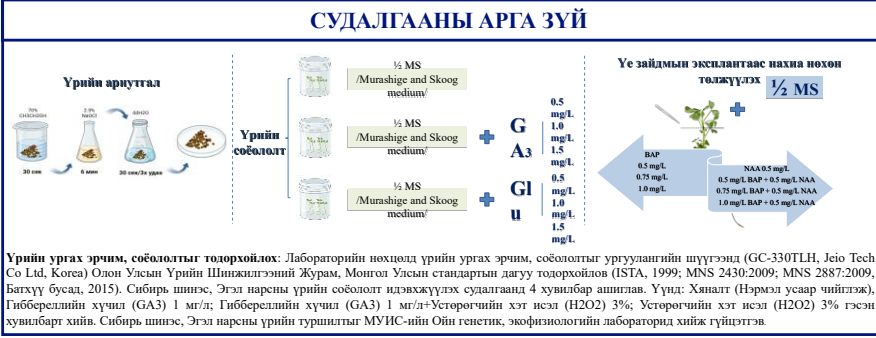 СУДАЛГААНЫ АРГА ЗҮЙ
Үрийн ариутгал
70%
CH3CH2OH
30 сек
2.5%
NaOCl
6 мин
ddH2O
30 сек/3х удаа
Үрийн
соёололт
½ MS
/Murashige and Skoog
medium/
½ MS
/Murashige and Skoog
medium/
G
A3
0.5
mg/L
1.0
mg/L
1.5
mg/L
½ MS
/Murashige and Skoog
medium/
Gl
u
0.5
mg/L
1.0
mg/L
1.5
mg/L
Үе зайдмын эксплантаас нахиа нөхөн
төлжүүлэх
½ MS
BAP
0.5 mg/L
0.75 mg/L
1.0 mg/L
NAA 0.5 mg/L
0.5 mg/L BAP + 0.5 mg/L NAA
0.75 mg/L BAP + 0.5 mg/L NAA
1.0 mg/L BAP + 0.5 mg/L NAA
Үрийн ургах эрчим, соёололтыг тодорхойлох: Лабораторийн нөхцөлд үрийн ургах эрчим, соёололтыг ургуулангийн шүүгээнд (GC-330TLH, Jeio Tech
Co Ltd, Korea) Олон Улсын Үрийн Шинжилгээний Журам, Монгол Улсын стандартын дагуу тодорхойлов (ISTA, 1999; MNS 2430:2009; MNS 2887:2009,
Батхүү бусад, 2015). Сибирь шинэс, Эгэл нарсны үрийн соёололт идэвхжүүлэх судалгаанд 4 хувилбар ашиглав. Үүнд: Хяналт (Нэрмэл усаар чийглэж),
Гиббереллийн хүчил (GA3) 1 мг/л; Гиббереллийн хүчил (GA3) 1 мг/л+Устөрөгчийн хэт исэл (H2O2) 3%; Устөрөгчийн хэт исэл (H2O2) 3% гэсэн
хувилбарт хийв. Сибирь шинэс, Эгэл нарсны үрийн туршилтыг МУИС-ийн Ойн генетик, экофизиологийн лабораторид хийж гүйцэтгэв.